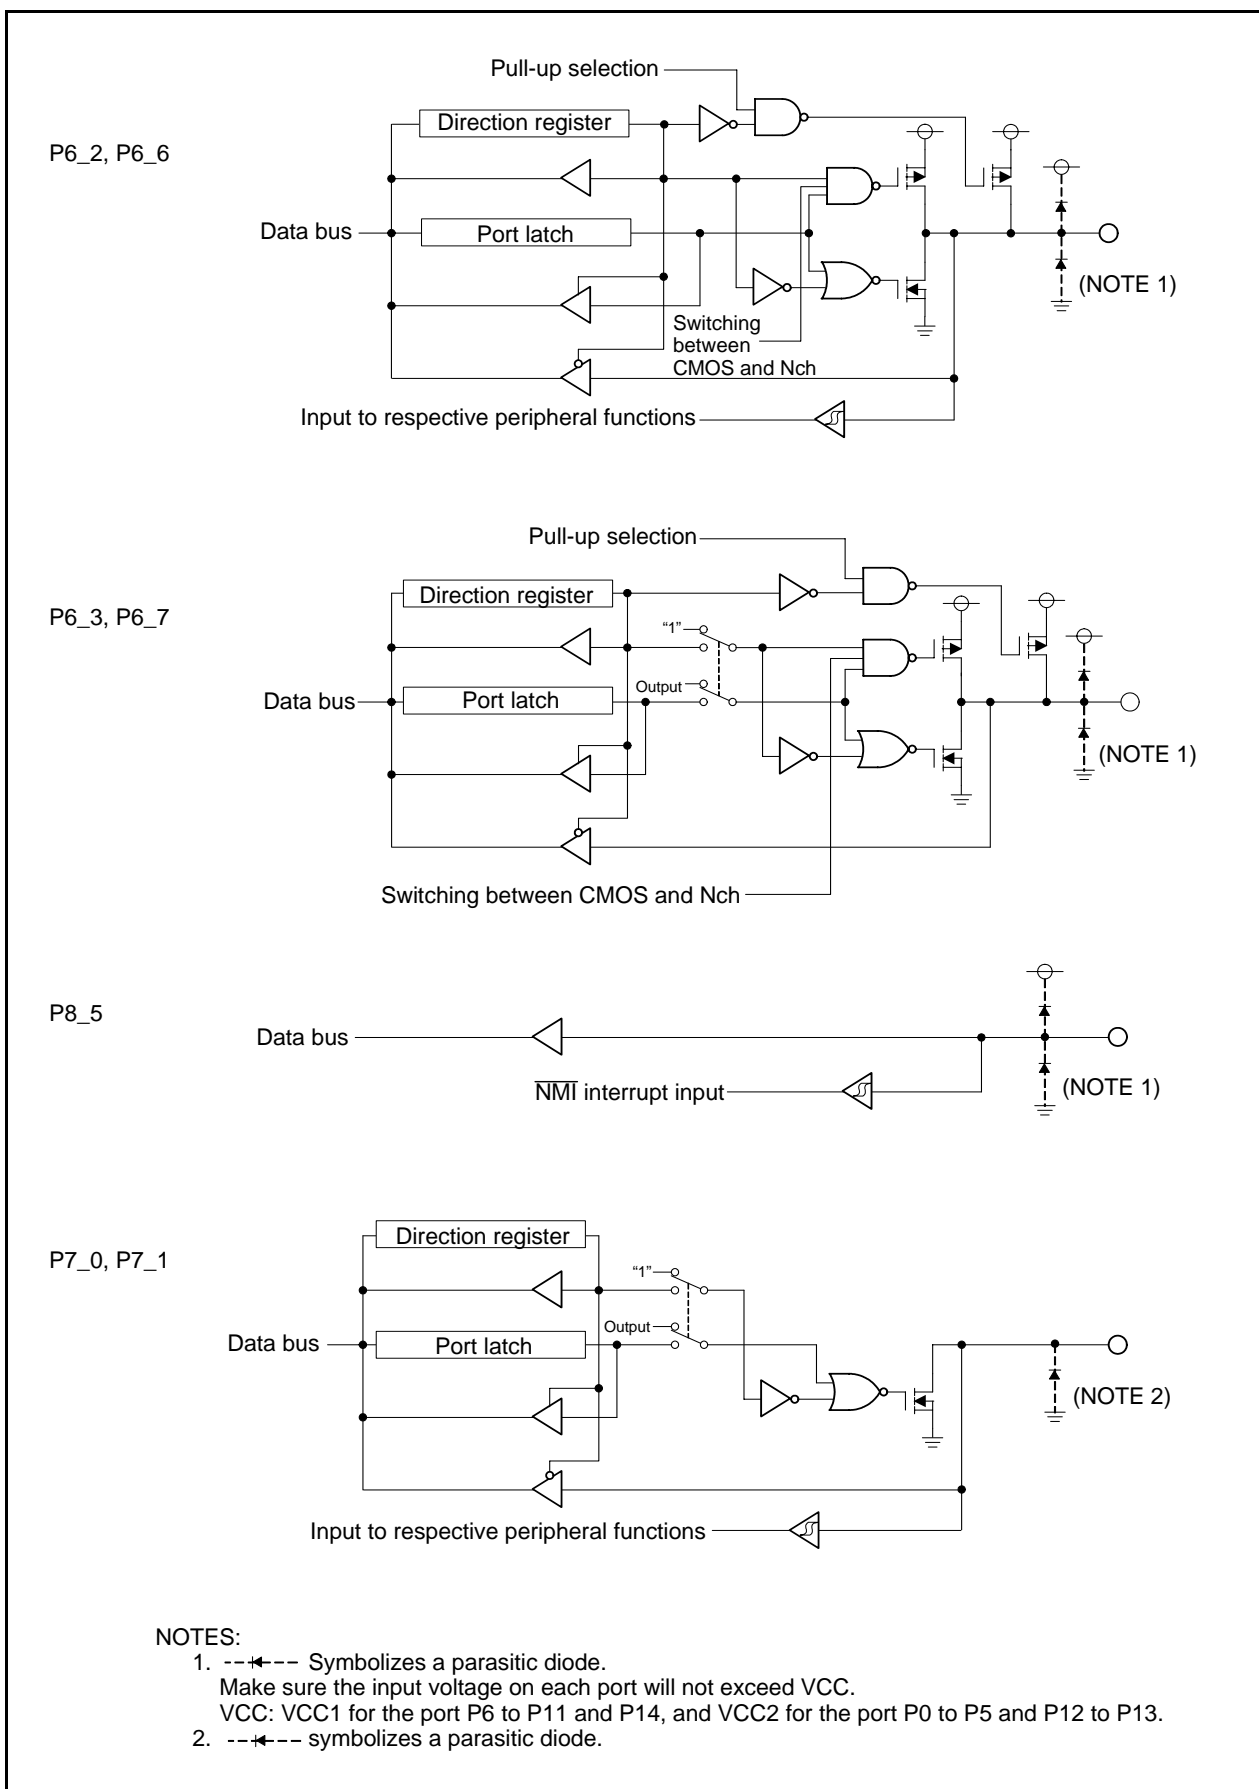 Pull-up selection
Direction register
P6_2, P6_6
Data bus
Port latch
(NOTE 1)
Switching
between
CMOS and Nch
Input to respective peripheral functions
Pull-up selection
Direction register
P6_3, P6_7
“1”
Output
Data bus
Port latch
(NOTE 1)
Switching between CMOS and Nch
P8_5
Data bus
NMI interrupt input
(NOTE 1)
Direction register
P7_0, P7_1
“1”
Output
Data bus
Port latch
(NOTE 2)
Input to respective peripheral functions
NOTES:
1. Symbolizes a parasitic diode.
Make sure the input voltage on each port will not exceed VCC.
VCC: VCC1 for the port P6 to P11 and P14, and VCC2 for the port P0 to P5 and P12 to P13.
2. symbolizes a parasitic diode.